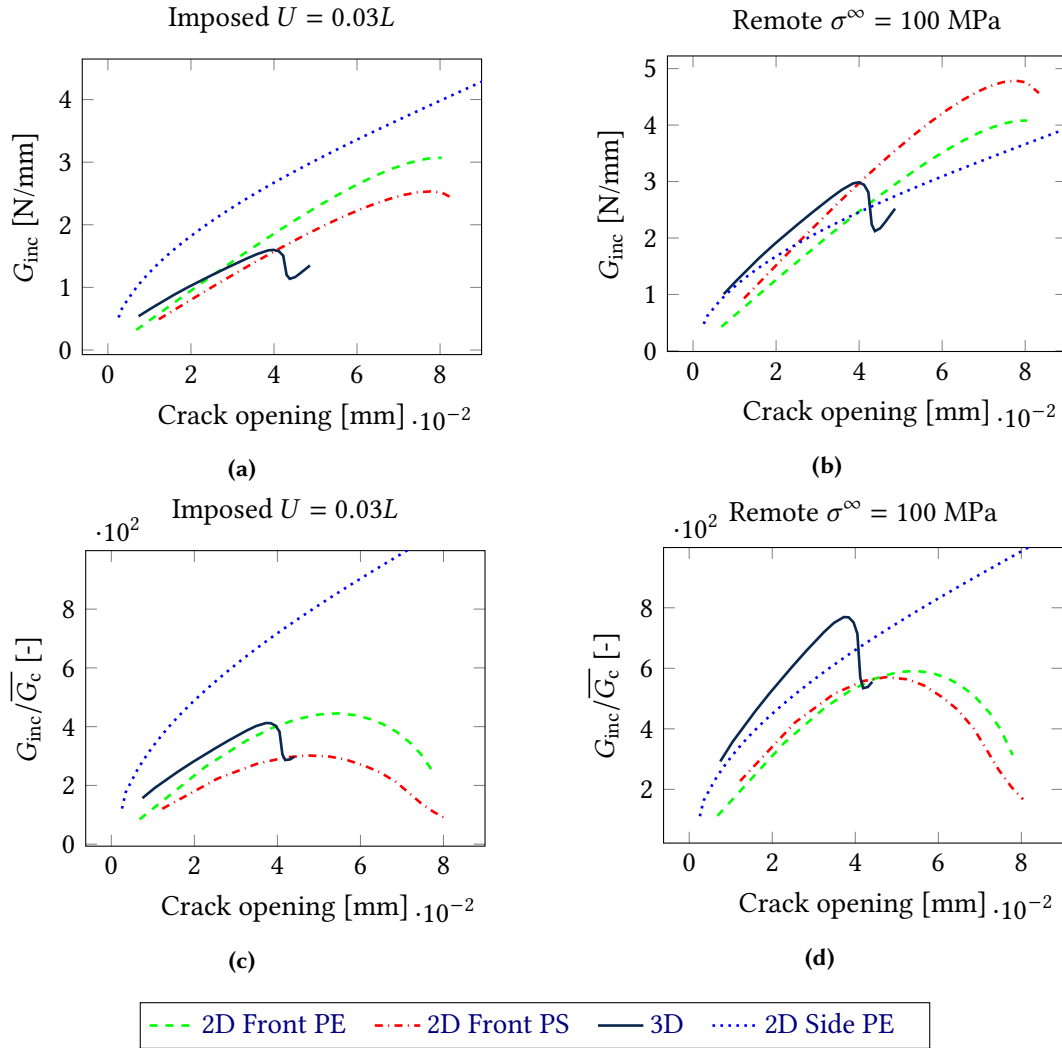 Imposed U = 0.03L
G_inc [N/mm]
4
3
2
1
0
0 2 4 6 8
Crack opening [mm] ·10⁻²
(a)
Remote σ^∞ = 100 MPa
G_inc [N/mm]
5
4
3
2
1
0
0 2 4 6 8
Crack opening [mm] ·10⁻²
(b)
Imposed U = 0.03L
·10²
G_inc/G̅_c [-]
8
6
4
2
0
0 2 4 6 8
Crack opening [mm] ·10⁻²
(c)
Remote σ^∞ = 100 MPa
·10²
G_inc/G̅_c [-]
8
6
4
2
0 2 4 6 8
Crack opening [mm] ·10⁻²
(d)
2D Front PE 2D Front PS 3D 2D Side PE